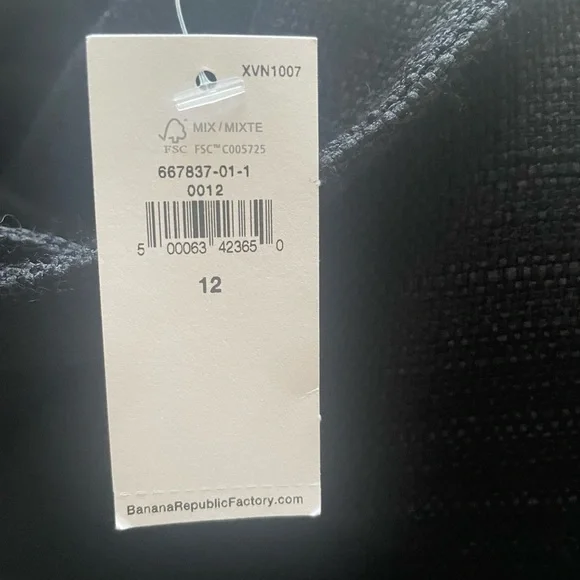 XVN1007
MIX/MIXTE
FSC FSC™ C005725
667837-01-1
0012
5 00063 42365 0
12
BananaRepublicFactory.com